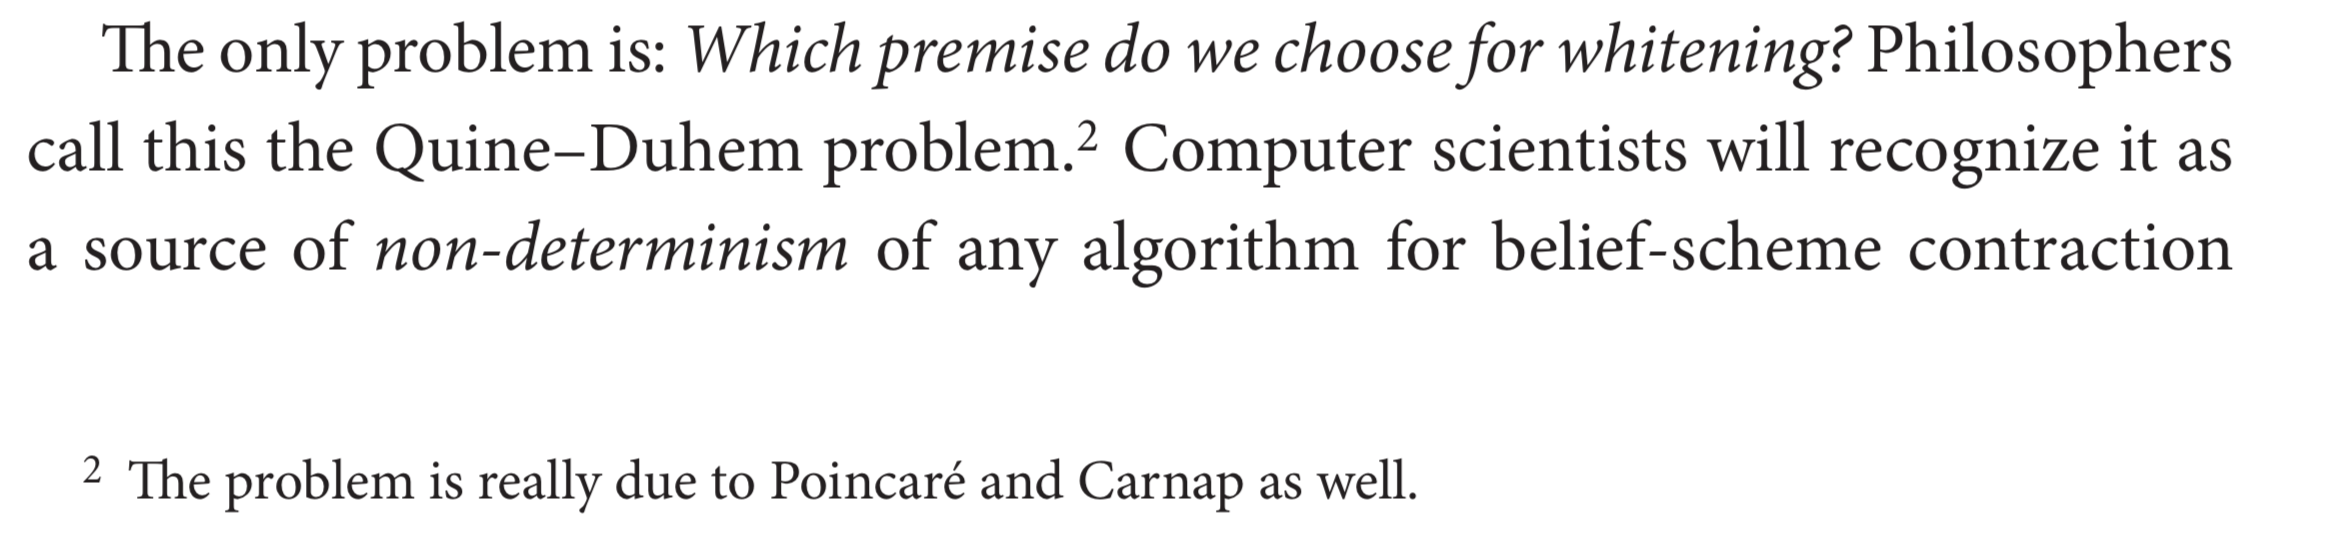 The only problem is: Which premise do we choose for whitening? Philosophers
call this the Quine–Duhem problem.² Computer scientists will recognize it as
a source of non-determinism of any algorithm for belief-scheme contraction
² The problem is really due to Poincaré and Carnap as well.